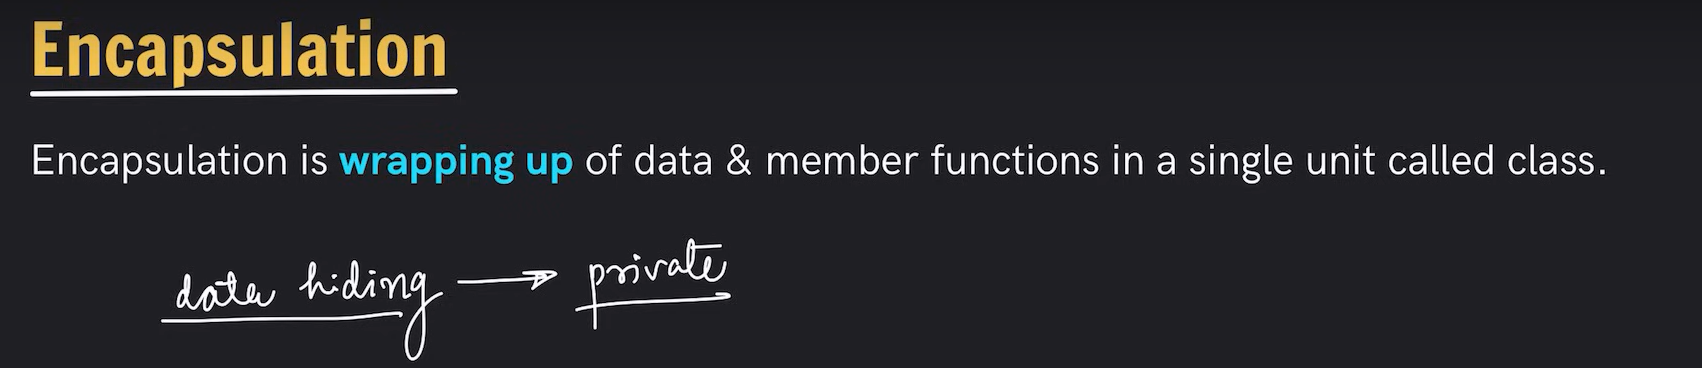 Encapsulation
Encapsulation is wrapping up of data & member functions in a single unit called class.
data hiding → private